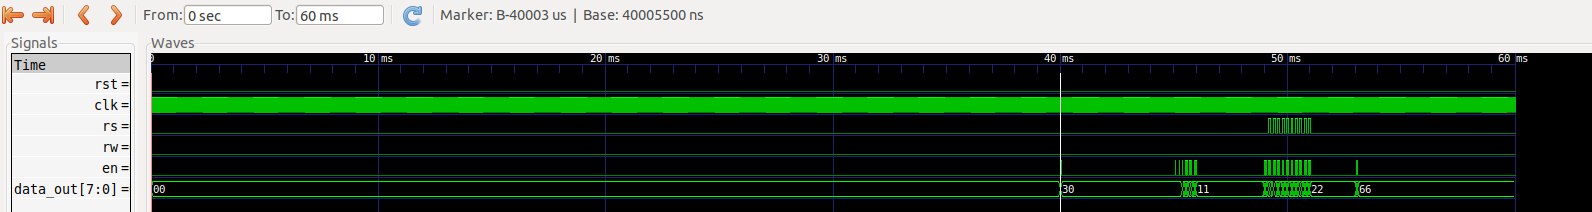 From: 0 sec To: 60 ms Marker: B-40003 us | Base: 40005500 ns
Signals Waves
Time 0 10 ms 20 ms 30 ms 40 ms 50 ms 60 ms
rst =
clk =
rs =
rw =
en =
data_out[7:0] = 00 30 11 22 66